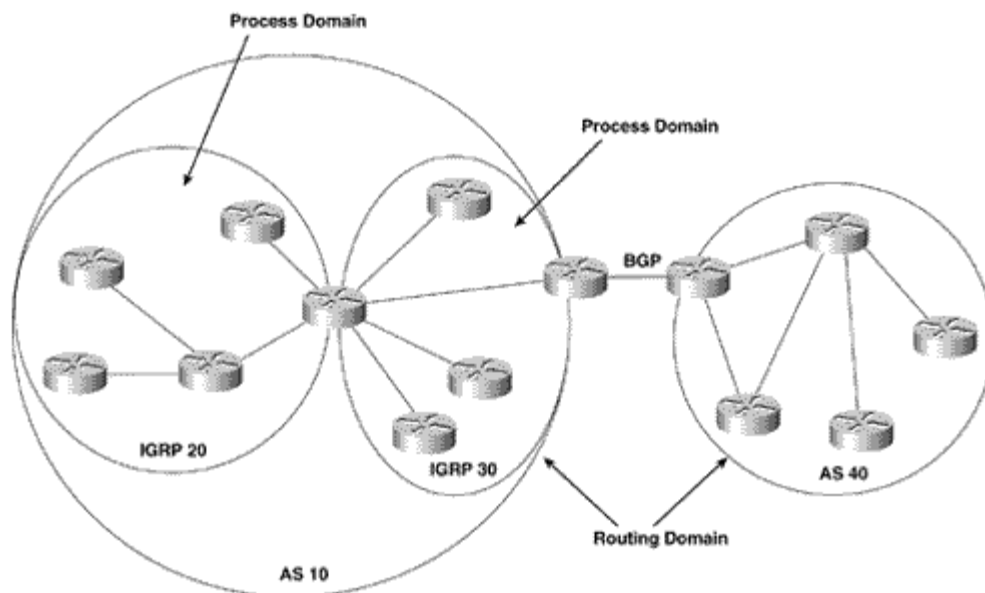 Process Domain
Process Domain
BGP
IGRP 20
IGRP 30
AS 40
Routing Domain
AS 10